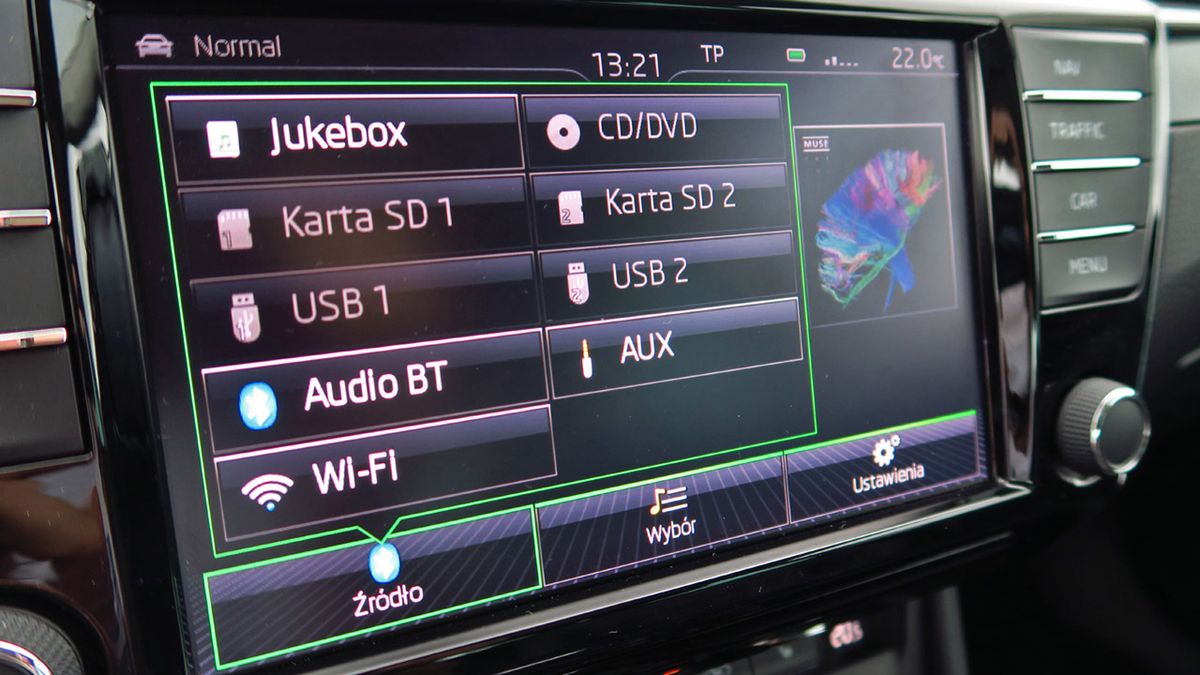 Normal
13:21
TP
22.0°C
Jukebox
CD/DVD
Karta SD 1
Karta SD 2
USB 1
USB 2
Audio BT
AUX
Wi-Fi
MUSE
Źródło
Wybór
Ustawienia
NAV
TRAFFIC
CAR
MENU